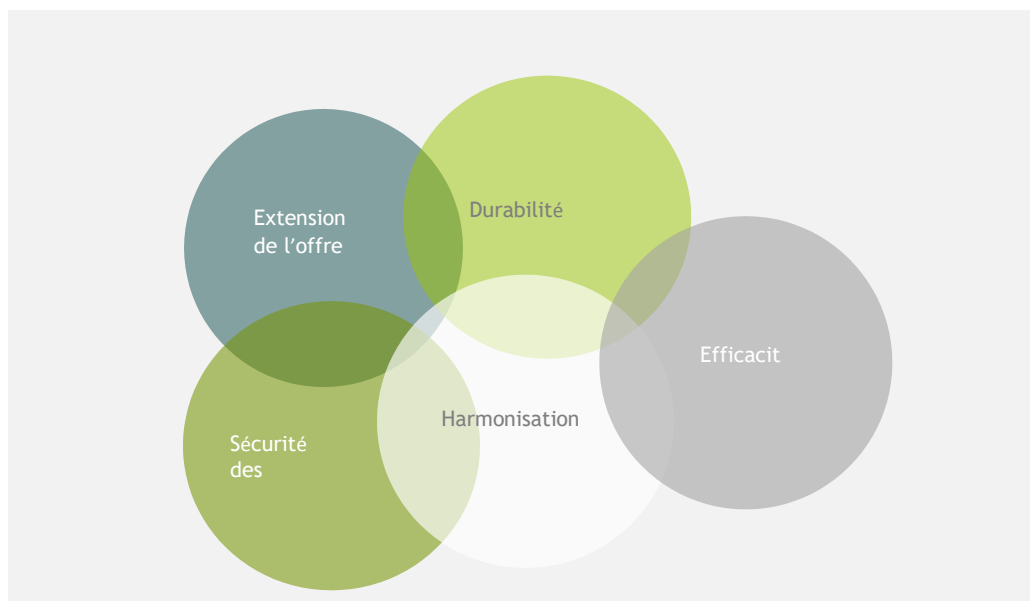 Extension
de l'offre
Durabilité
Efficacit
Harmonisation
Sécurité
des